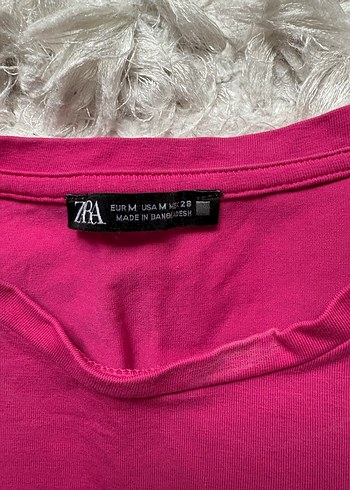 ZARA
EUR M USA M MEX 28
MADE IN BANGLADESH